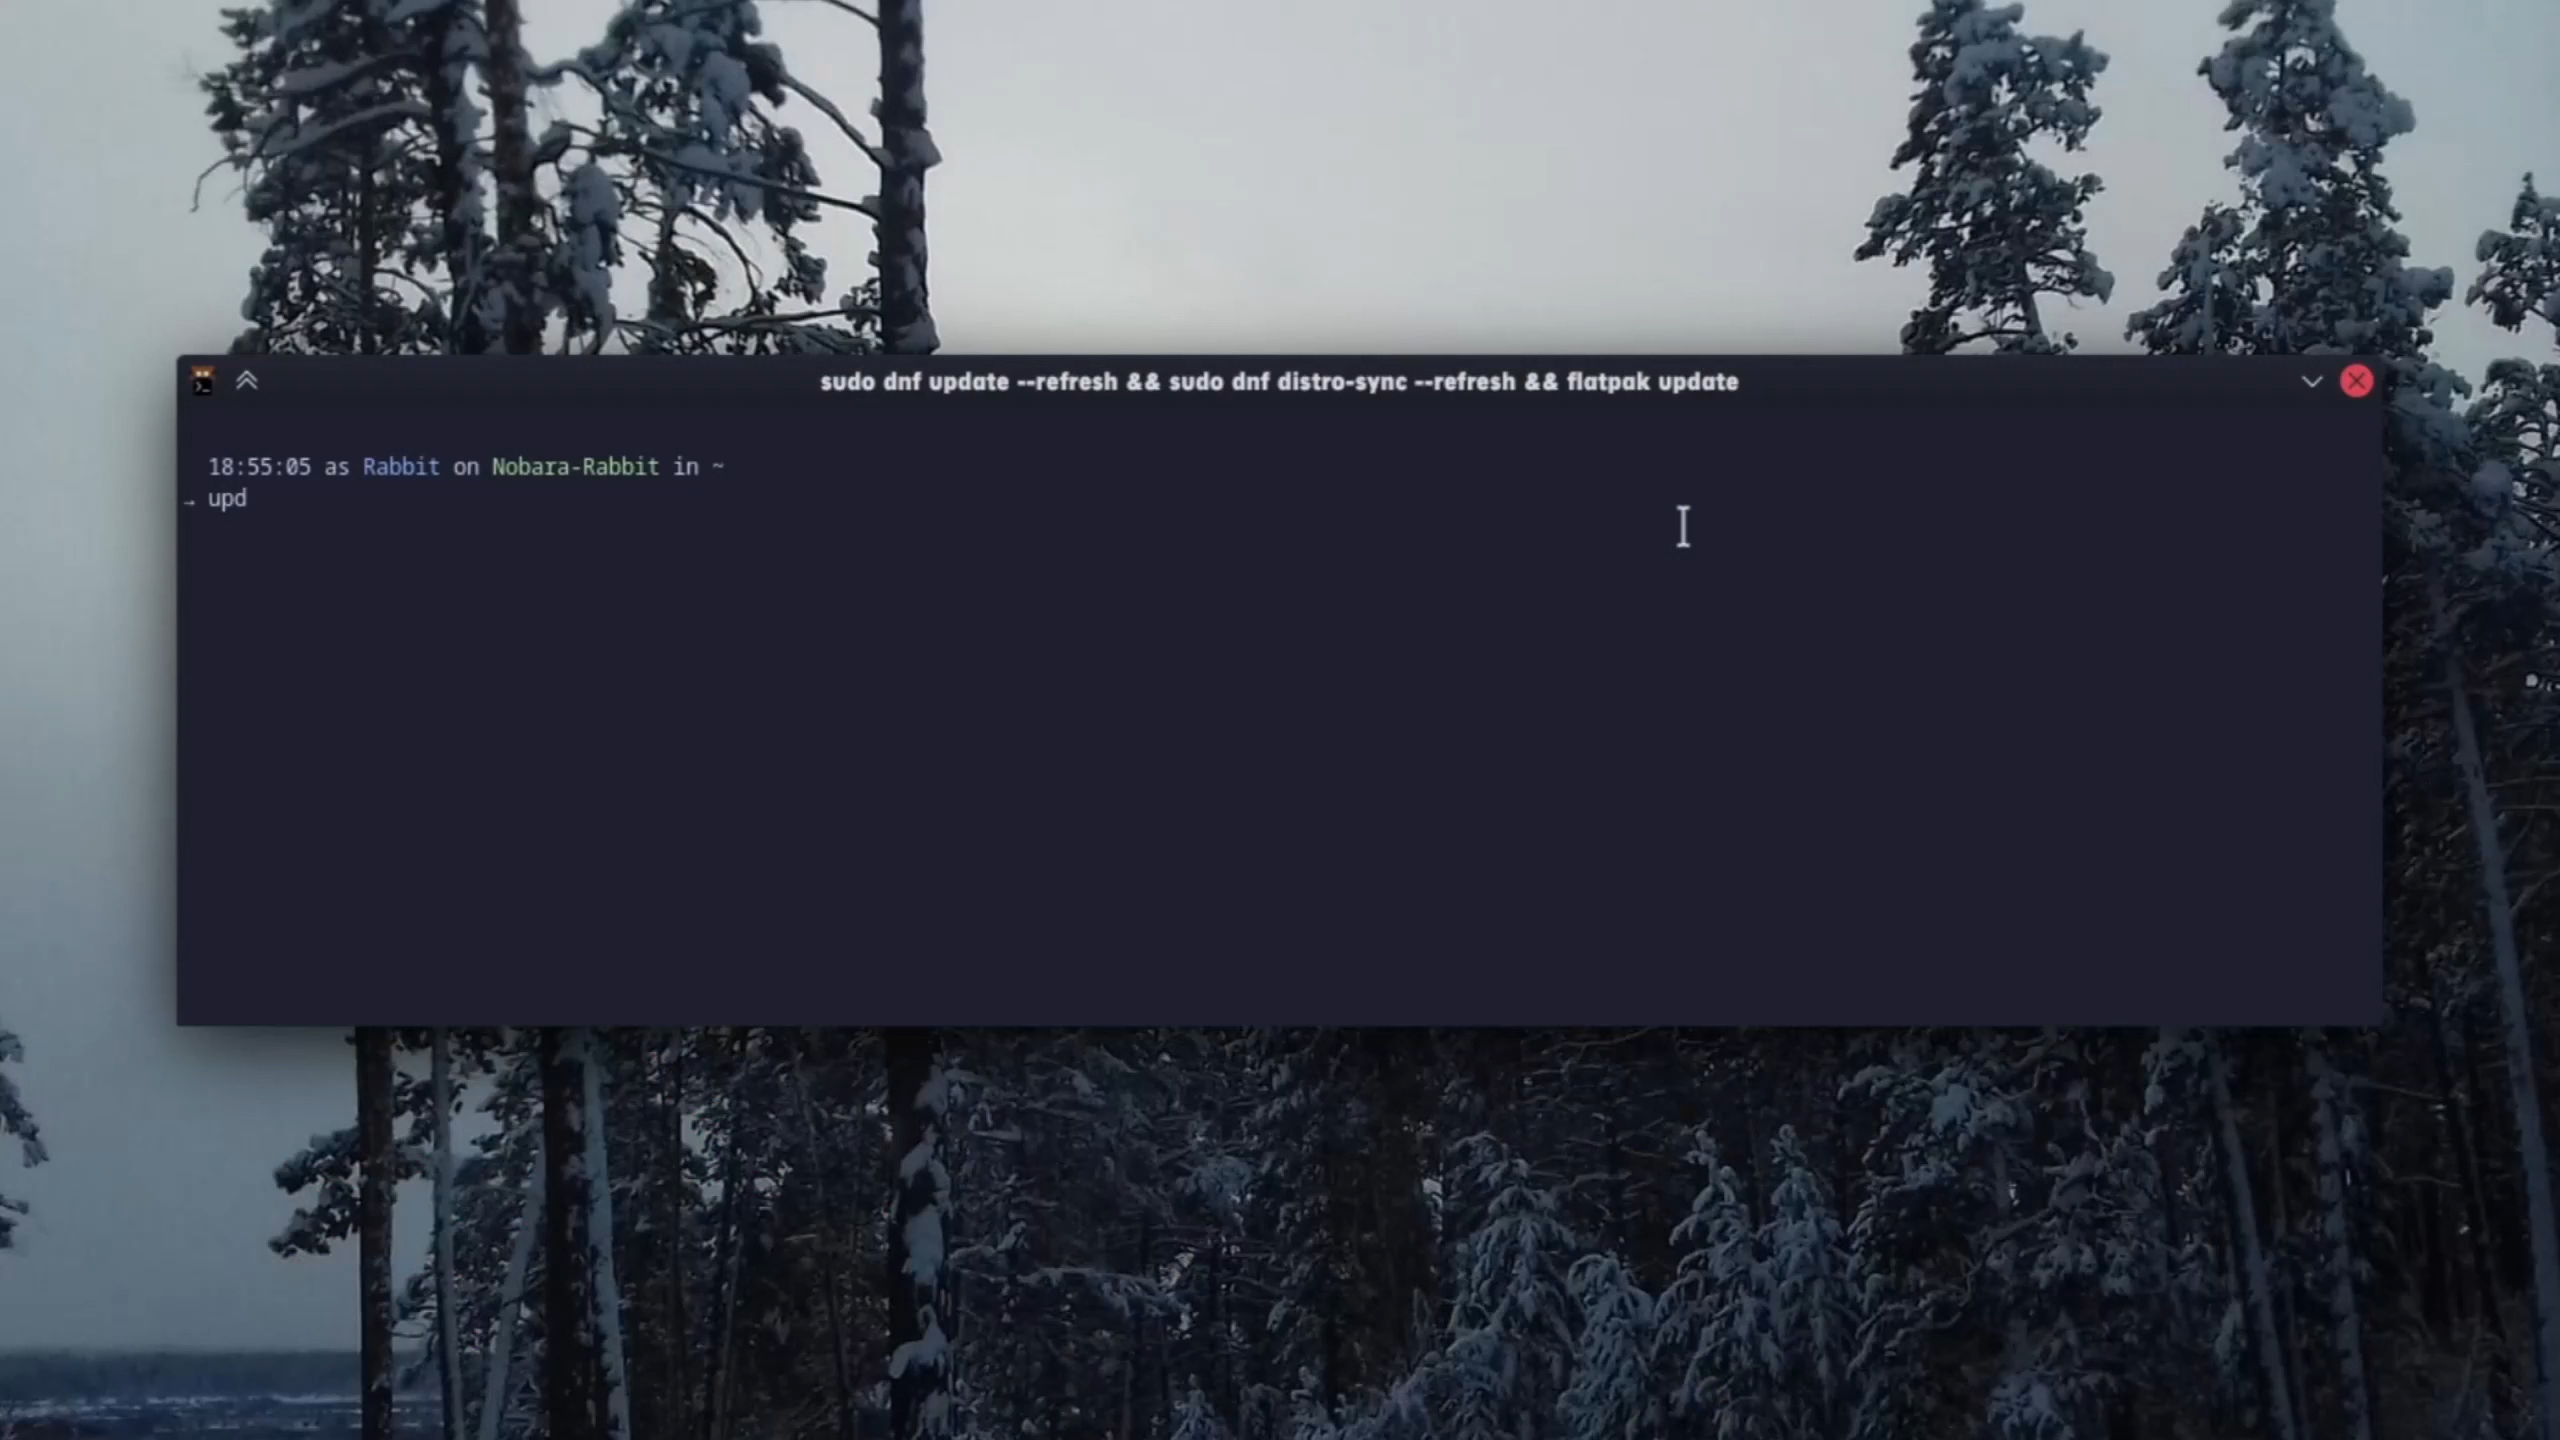 sudo dnf update --refresh && sudo dnf distro-sync --refresh && flatpak update
18:55:05 as Rabbit on Nobara-Rabbit in ~
→ upd